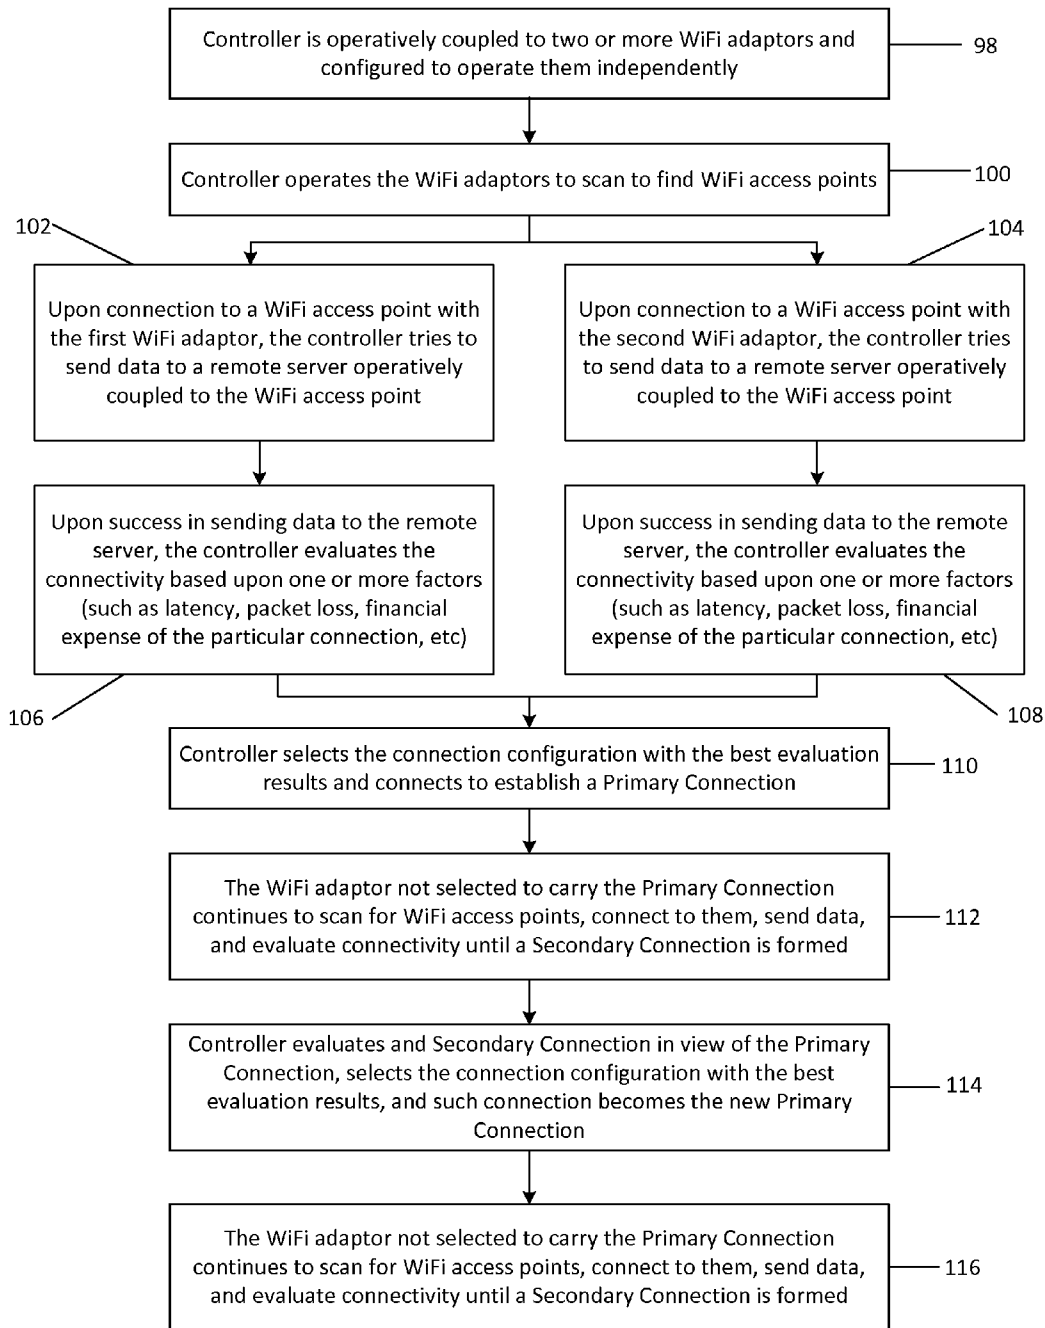 Controller is operatively coupled to two or more WiFi adaptors and
configured to operate them independently
98
Controller operates the WiFi adaptors to scan to find WiFi access points
100
102
104
Upon connection to a WiFi access point with
the first WiFi adaptor, the controller tries to
send data to a remote server operatively
coupled to the WiFi access point
Upon connection to a WiFi access point with
the second WiFi adaptor, the controller tries
to send data to a remote server operatively
coupled to the WiFi access point
Upon success in sending data to the remote
server, the controller evaluates the
connectivity based upon one or more factors
(such as latency, packet loss, financial
expense of the particular connection, etc)
Upon success in sending data to the remote
server, the controller evaluates the
connectivity based upon one or more factors
(such as latency, packet loss, financial
expense of the particular connection, etc)
106
108
Controller selects the connection configuration with the best evaluation
results and connects to establish a Primary Connection
110
The WiFi adaptor not selected to carry the Primary Connection
continues to scan for WiFi access points, connect to them, send data,
and evaluate connectivity until a Secondary Connection is formed
112
Controller evaluates and Secondary Connection in view of the Primary
Connection, selects the connection configuration with the best
evaluation results, and such connection becomes the new Primary
Connection
114
The WiFi adaptor not selected to carry the Primary Connection
continues to scan for WiFi access points, connect to them, send data,
and evaluate connectivity until a Secondary Connection is formed
116